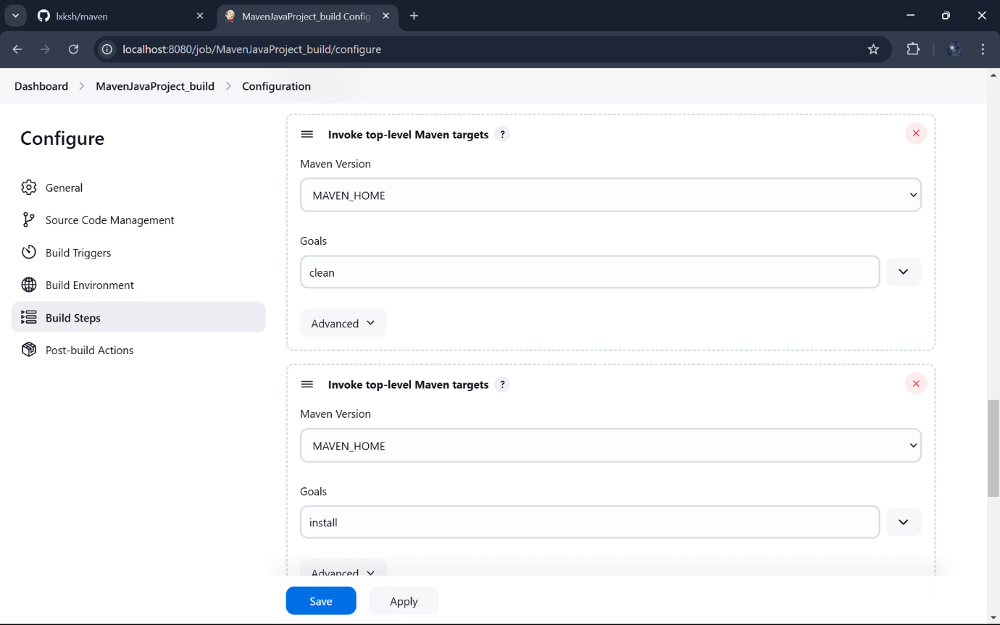 lxksh/maven
MavenJavaProject_build Config
localhost:8080/job/MavenJavaProject_build/configure
Dashboard
MavenJavaProject_build
Configuration
Configure
General
Source Code Management
Build Triggers
Build Environment
Build Steps
Post-build Actions
Invoke top-level Maven targets ?
Maven Version
MAVEN_HOME
Goals
clean
Advanced
Invoke top-level Maven targets ?
Maven Version
MAVEN_HOME
Goals
install
Advanced
Save
Apply